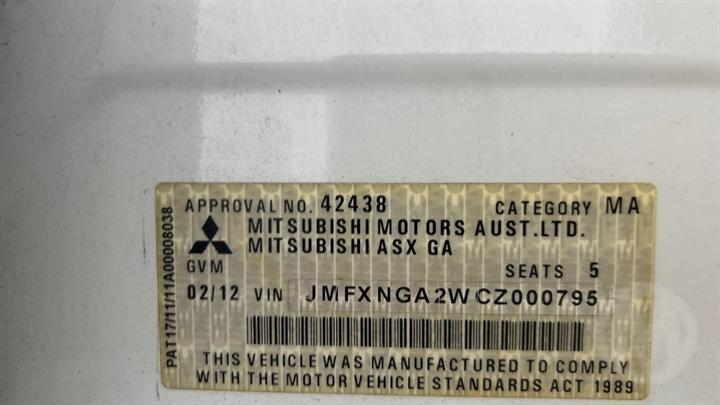 APPROVAL NO. 42438 CATEGORY MA
MITSUBISHI MOTORS AUST.LTD.
MITSUBISHI ASX GA
GVM SEATS 5
02/12 VIN JMFXNGA2WCZ000795
THIS VEHICLE WAS MANUFACTURED TO COMPLY
WITH THE MOTOR VEHICLE STANDARDS ACT 1989
PAT17/11/11A00008038